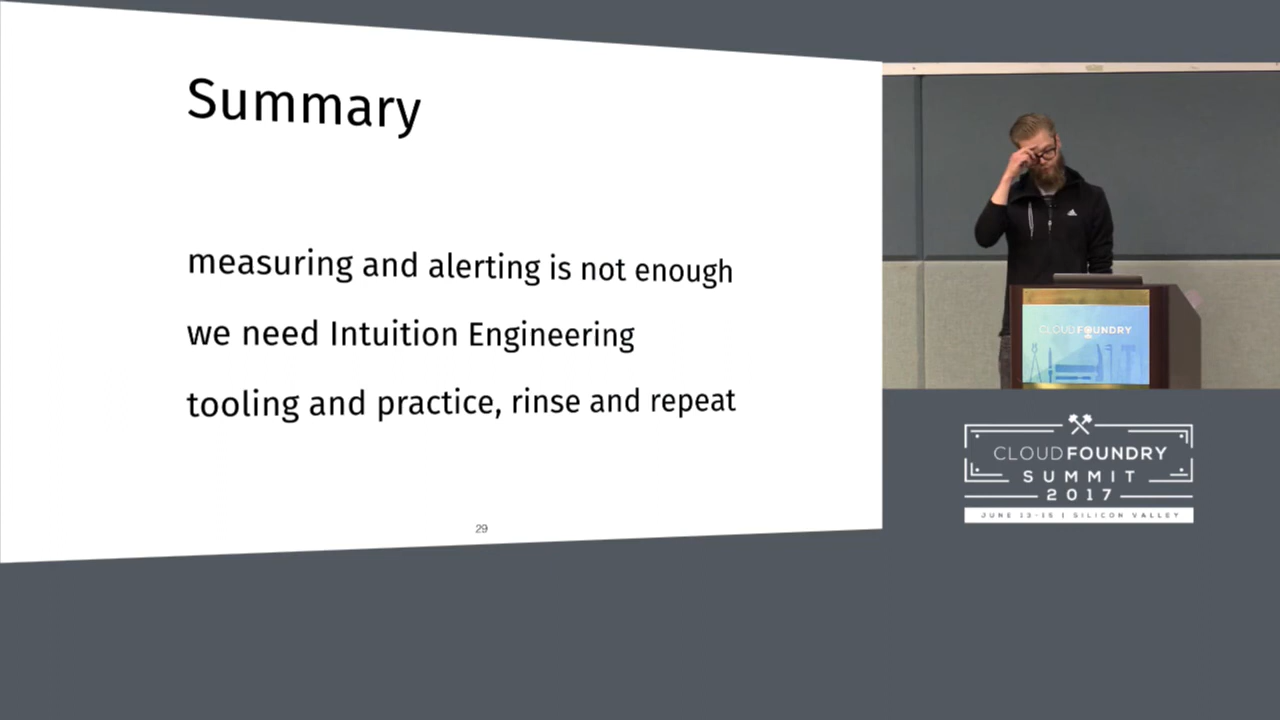 Summary
measuring and alerting is not enough
we need Intuition Engineering
tooling and practice, rinse and repeat
29
CLOUDFOUNDRY
CLOUDFOUNDRY
SUMMIT
2017
JUNE 13-15 | SILICON VALLEY